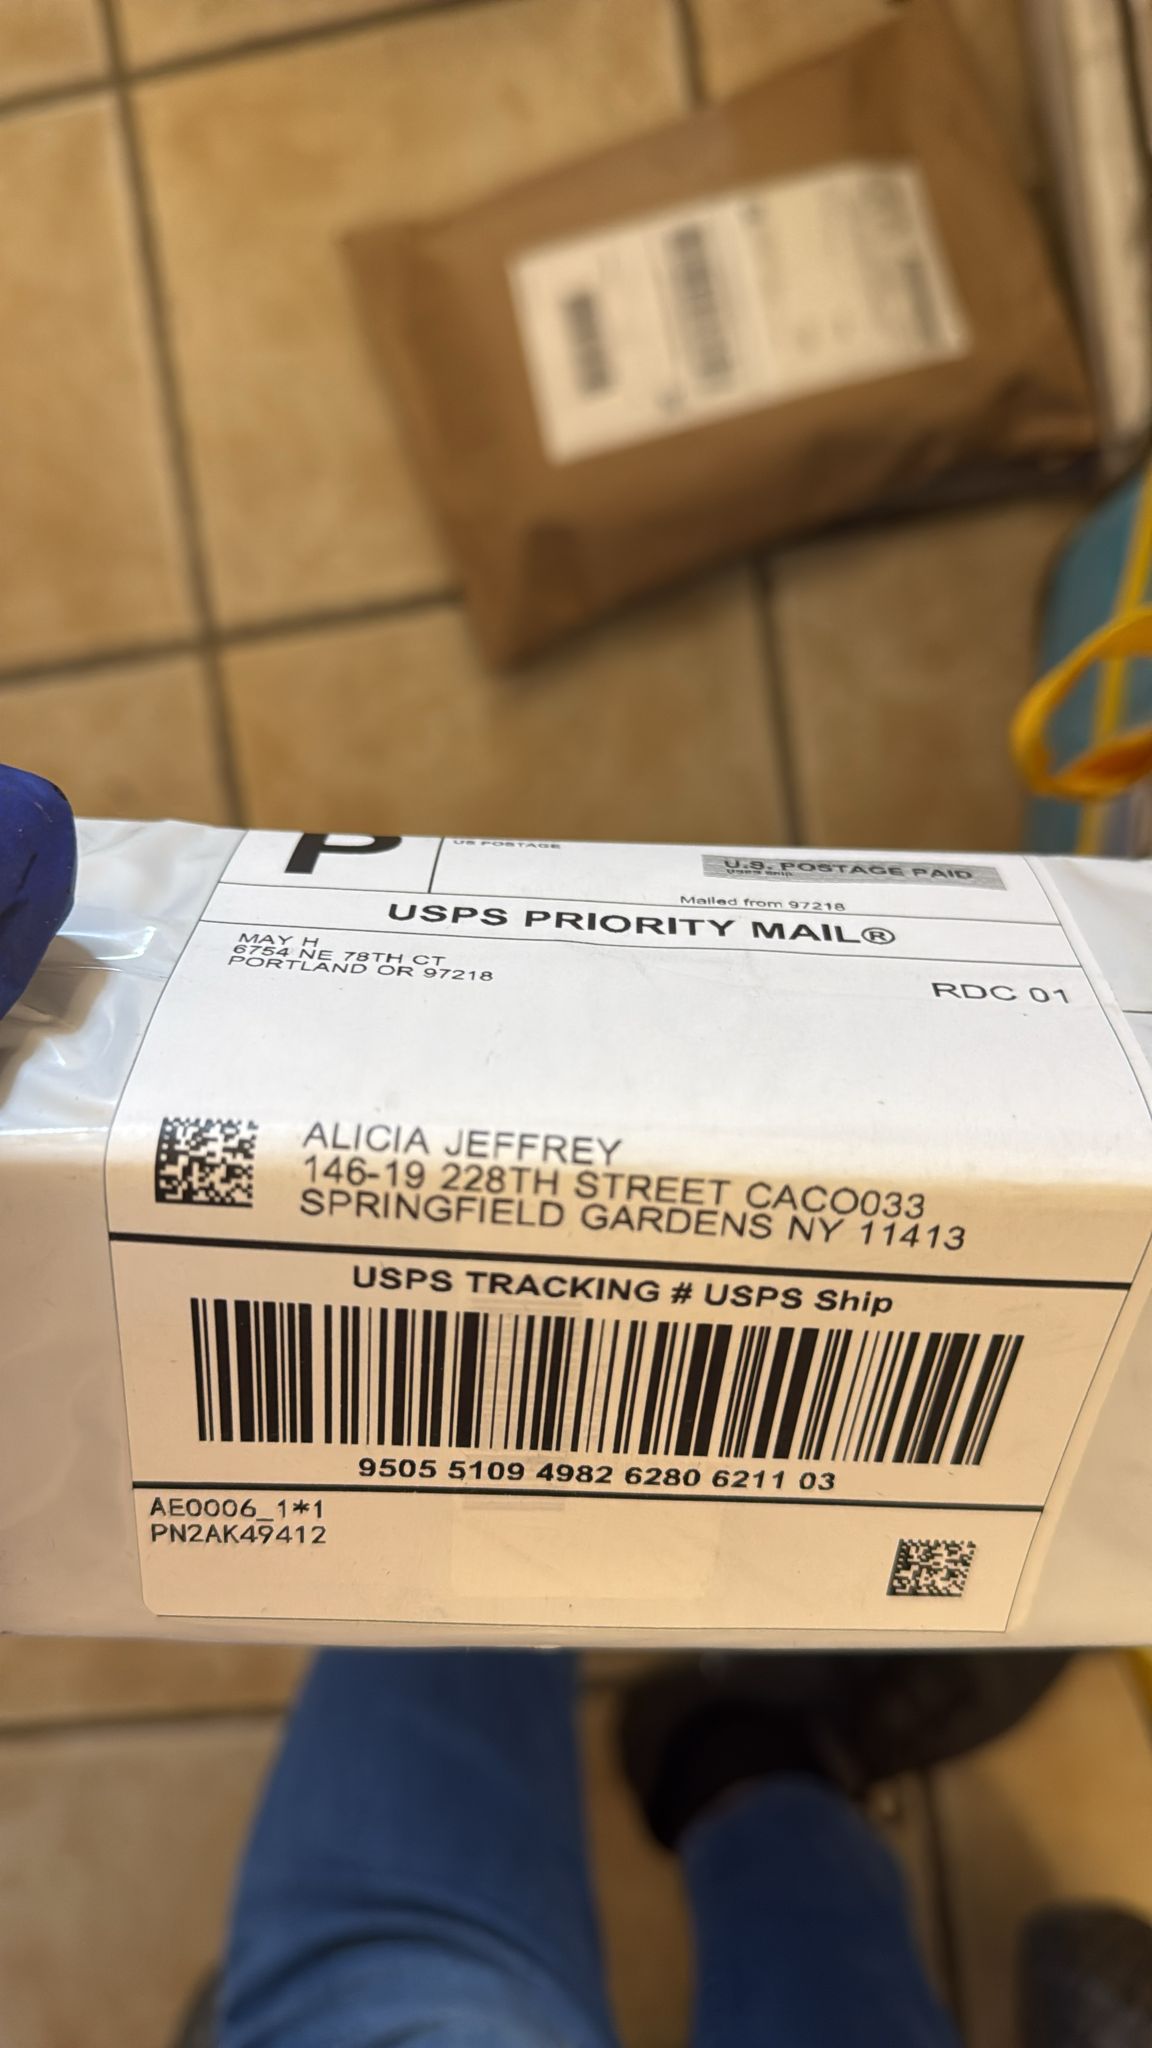 P
US POSTAGE
U.S. POSTAGE PAID
USPS Ship
Mailed from 97218
USPS PRIORITY MAIL®
MAY H
6754 NE 78TH CT
PORTLAND OR 97218
RDC 01
ALICIA JEFFREY
146-19 228TH STREET CACO033
SPRINGFIELD GARDENS NY 11413
USPS TRACKING # USPS Ship
9505 5109 4982 6280 6211 03
AE0006_1*1
PN2AK49412